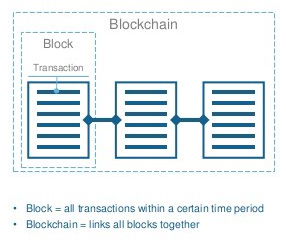 Blockchain
Block
Transaction
• Block = all transactions within a certain time period
• Blockchain = links all blocks together